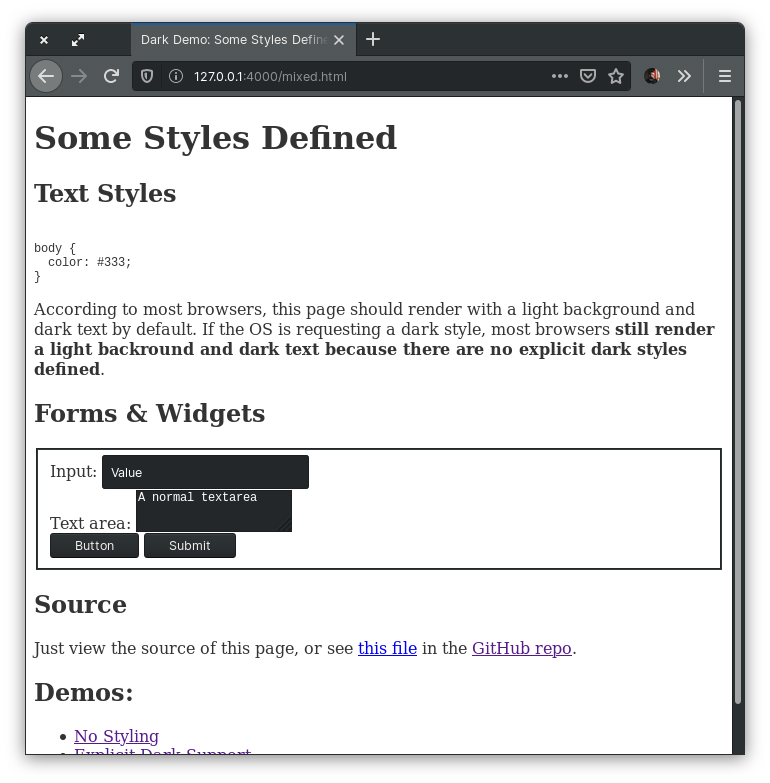 Dark Demo: Some Styles Define
127.0.0.1:4000/mixed.html
Some Styles Defined
Text Styles
body {
color: #333;
}
According to most browsers, this page should render with a light background and
dark text by default. If the OS is requesting a dark style, most browsers still render
a light backround and dark text because there are no explicit dark styles
defined.
Forms & Widgets
Input: Value
A normal textarea
Text area:
Button Submit
Source
Just view the source of this page, or see this file in the GitHub repo.
Demos:
• No Styling
• Explicit Dark Support